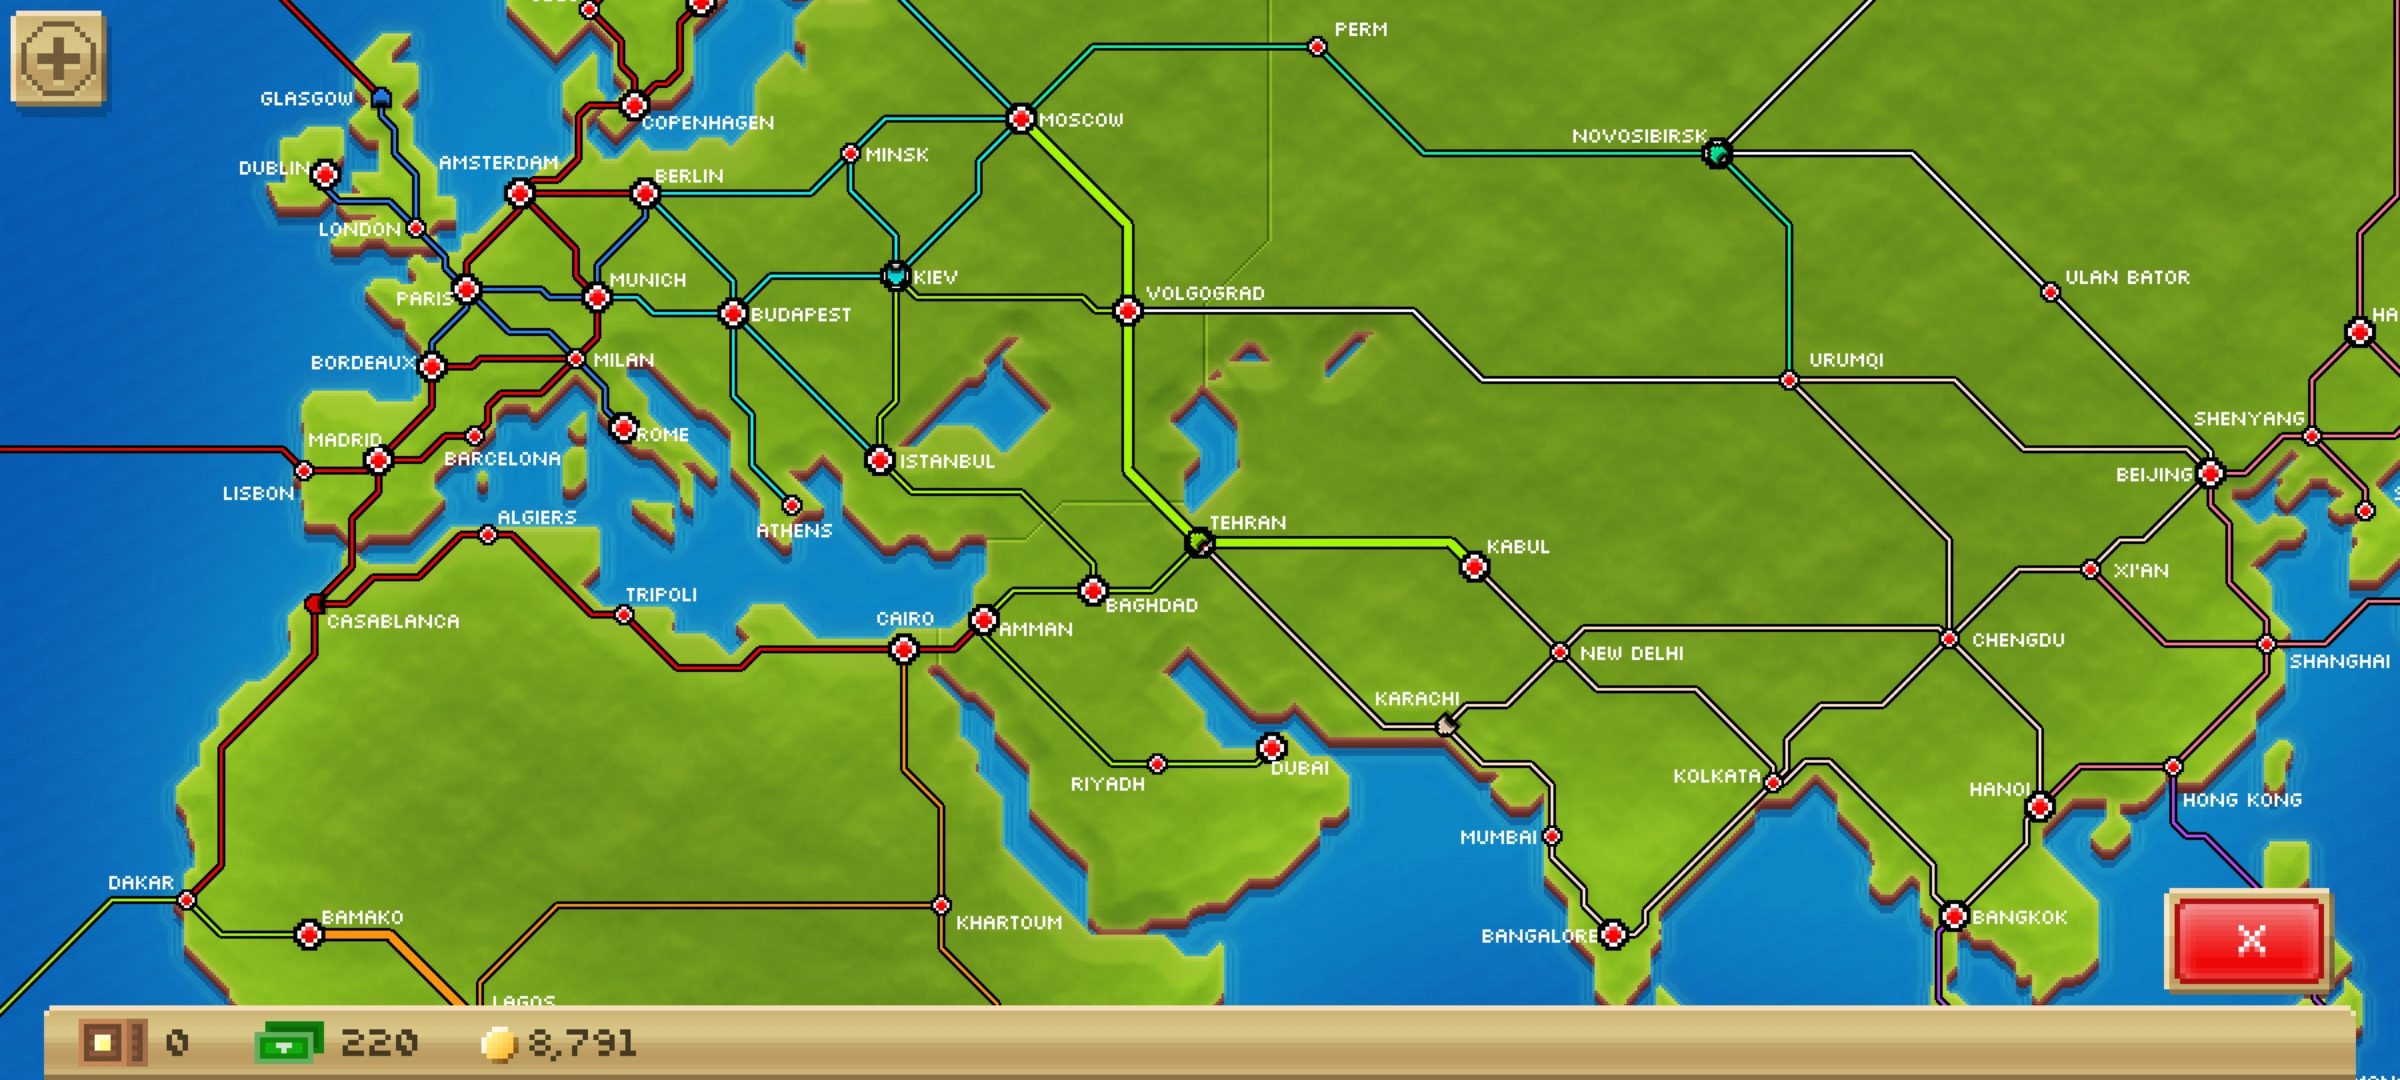 PERM
GLASGOW
COPENHAGEN
MOSCOW
NOVOSIBIRSK
MINSK
AMSTERDAM
DUBLIN
BERLIN
LONDON
KIEV
ULAN BATOR
MUNICH
PARIS
VOLGOGRAD
BUDAPEST
HA
BORDEAUX
MILAN
URUMQI
SHENYANG
MADRID
ROME
BARCELONA
ISTANBUL
BEIJING
LISBON
ALGIERS
ATHENS
TEHRAN
KABUL
XI'AN
TRIPOLI
BAGHDAD
CAIRO
CASABLANCA
AMMAN
CHENGDU
NEW DELHI
SHANGHAI
KARACHI
DUBAI
KOLKATA
RIYADH
HANOI
HONG KONG
MUMBAI
DAKAR
BAMAKO
KHARTOUM
BANGKOK
BANGALORE
X
LAGOS
0
220
8,791